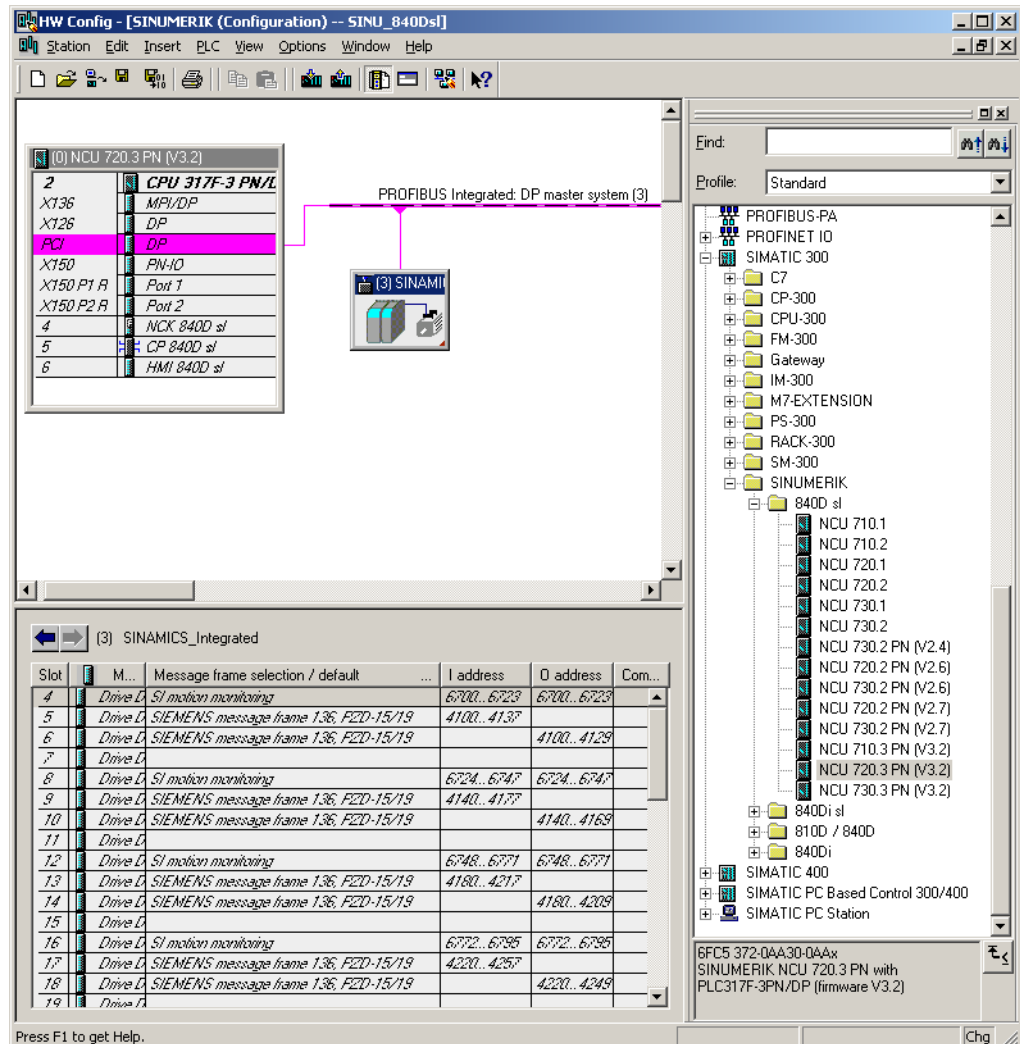 HW Config - [SINUMERIK (Configuration) -- SINU_840Dsl]
Station Edit Insert PLC View Options Window Help
(0) NCU 720.3 PN (V3.2)
2 CPU 317F-3 PN/D
X136 MPI/DP
X126 DP
PCI DP
X150 PN-IO
X150 P1 R Port 1
X150 P2 R Port 2
4 NCK 840D sl
5 CP 840D sl
6 HMI 840D sl
PROFIBUS Integrated: DP master system (3)
(3) SINAMI
Find:
Profile: Standard
PROFIBUS-PA
PROFINET IO
SIMATIC 300
C7
CP-300
CPU-300
FM-300
Gateway
IM-300
M7-EXTENSION
PS-300
RACK-300
SM-300
SINUMERIK
840D sl
NCU 710.1
NCU 710.2
NCU 720.1
NCU 720.2
NCU 730.1
NCU 730.2
NCU 730.2 PN (V2.4)
NCU 720.2 PN (V2.6)
NCU 730.2 PN (V2.6)
NCU 720.2 PN (V2.7)
NCU 730.2 PN (V2.7)
NCU 710.3 PN (V3.2)
NCU 720.3 PN (V3.2)
NCU 730.3 PN (V3.2)
840Di sl
810D / 840D
840Di
SIMATIC 400
SIMATIC PC Based Control 300/400
SIMATIC PC Station
6FC5 372-0AA30-0AAx
SINUMERIK NCU 720.3 PN with
PLC317F-3PN/DP (firmware V3.2)
(3) SINAMICS_Integrated
Slot M... Message frame selection / default ... I address O address Com...
4 Drive D SI motion monitoring 6700...6723 6700...6723
5 Drive D SIEMENS message frame 136, PZD-15/19 4100...4137
6 Drive D SIEMENS message frame 136, PZD-15/19 4100...4129
7 Drive D
8 Drive D SI motion monitoring 6724...6747 6724...6747
9 Drive D SIEMENS message frame 136, PZD-15/19 4140...4177
10 Drive D SIEMENS message frame 136, PZD-15/19 4140...4169
11 Drive D
12 Drive D SI motion monitoring 6748...6771 6748...6771
13 Drive D SIEMENS message frame 136, PZD-15/19 4180...4217
14 Drive D SIEMENS message frame 136, PZD-15/19 4180...4209
15 Drive D
16 Drive D SI motion monitoring 6772...6795 6772...6795
17 Drive D SIEMENS message frame 136, PZD-15/19 4220...4257
18 Drive D SIEMENS message frame 136, PZD-15/19 4220...4249
19 Drive D
Press F1 to get Help.
Chg